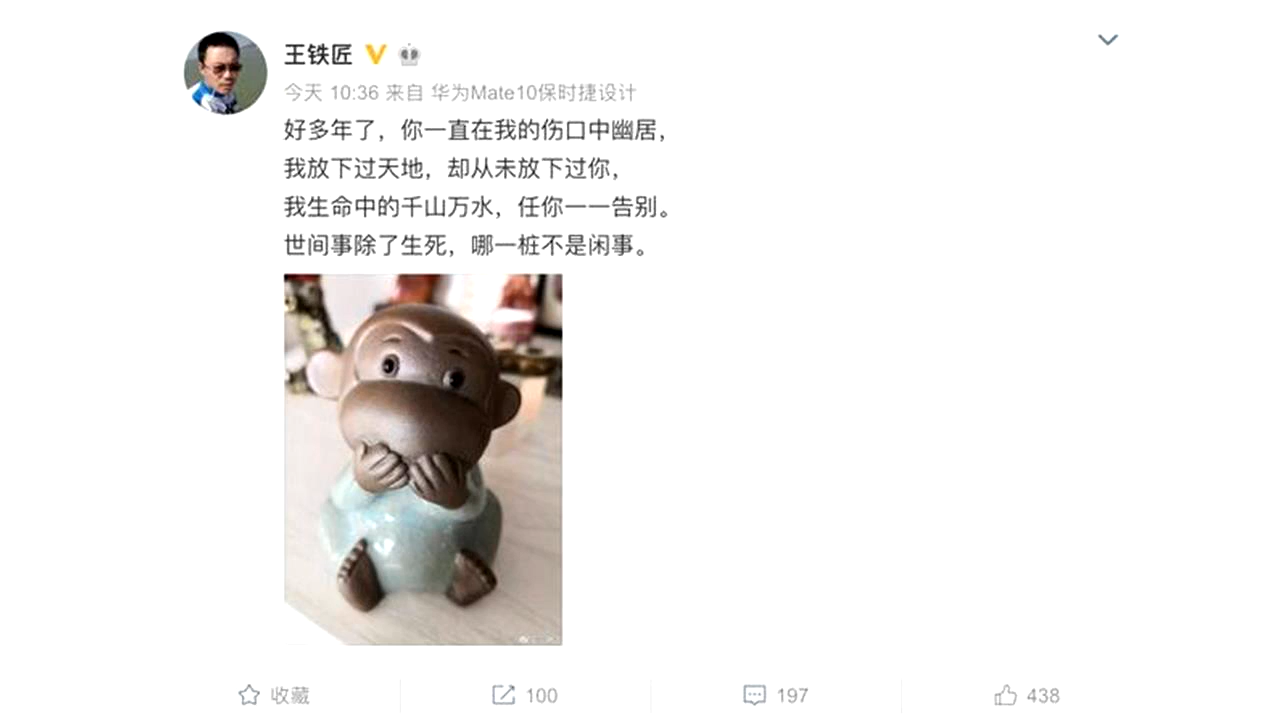 王铁匠
今天 10:36 来自 华为Mate10保时捷设计
好多年了，你一直在我的伤口中幽居，
我放下过天地，却从未放下过你，
我生命中的千山万水，任你一一告别。
世间事除了生死，哪一桩不是闲事。
收藏
100
197
438